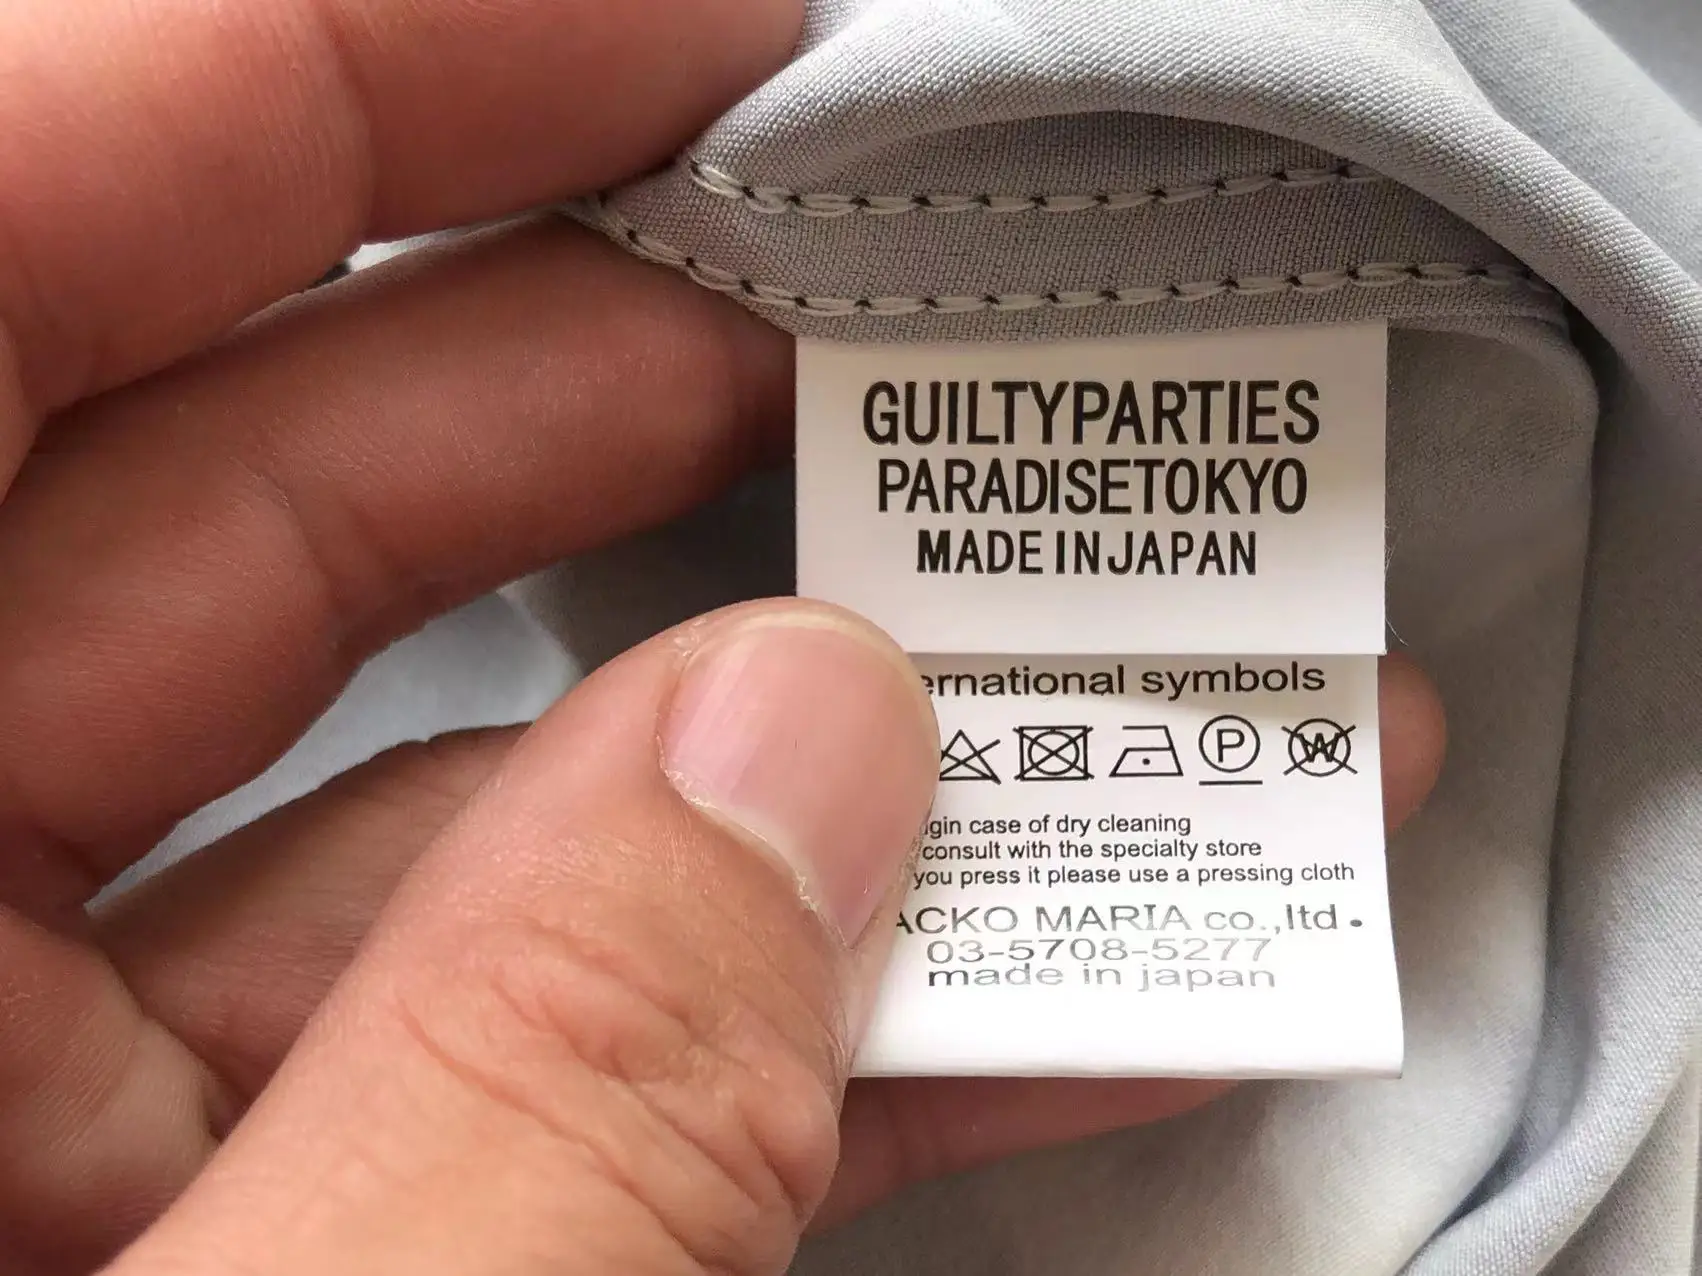 GUILTYPARTIES
PARADISETOKYO
MADE IN JAPAN
ernational symbols
P W
gin case of dry cleaning
consult with the specialty store
you press it please use a pressing cloth
ACKO MARIA co.,ltd.
03-5708-5277
made in japan